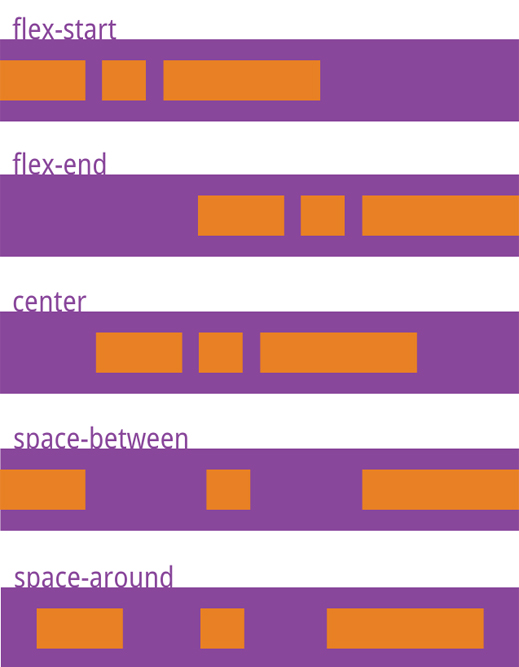 flex-start
flex-end
center
space-between
space-around